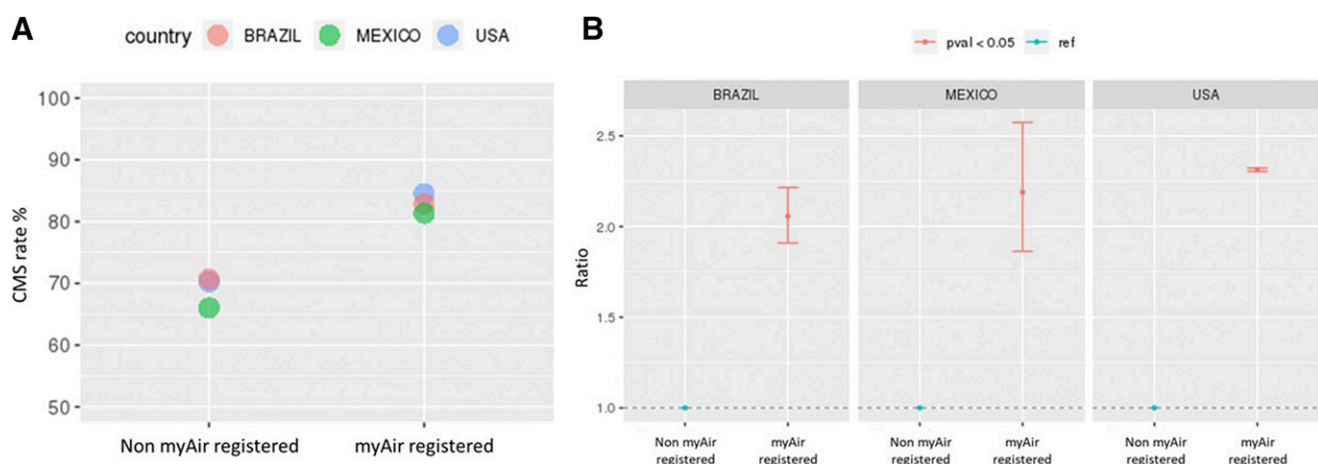 A
country BRAZIL MEXICO USA
CMS rate %
100
90
80
70
60
50
Non myAir registered myAir registered
B
pval < 0.05 ref
BRAZIL MEXICO USA
Ratio
2.5
2.0
1.5
1.0
Non myAir myAir Non myAir myAir Non myAir myAir
registered registered registered registered registered registered